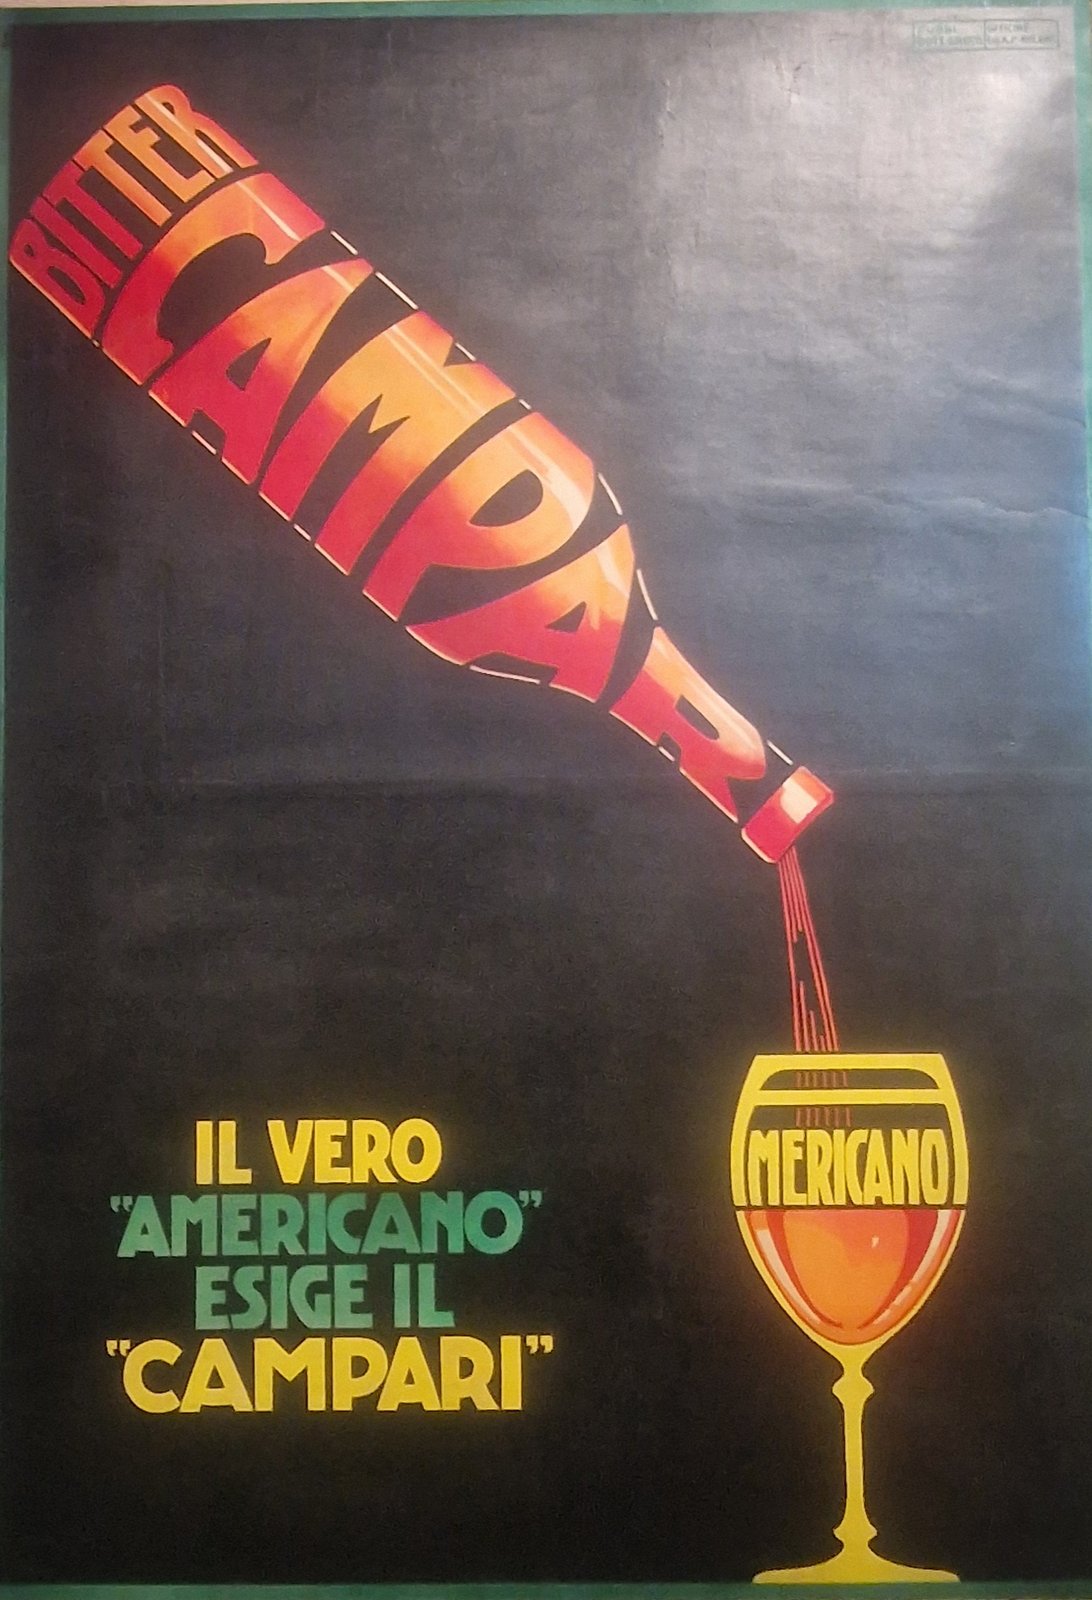 BITTER
CAMPARI
MERICANO
IL VERO
"AMERICANO"
ESIGE IL
"CAMPARI"